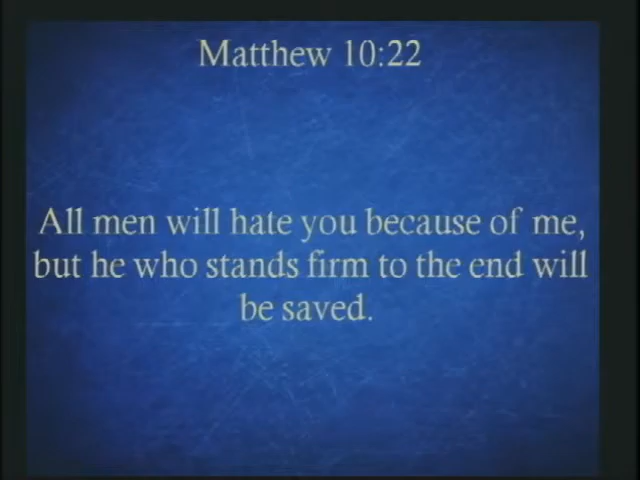 Matthew 10:22
All men will hate you because of me,
but he who stands firm to the end will
be saved.